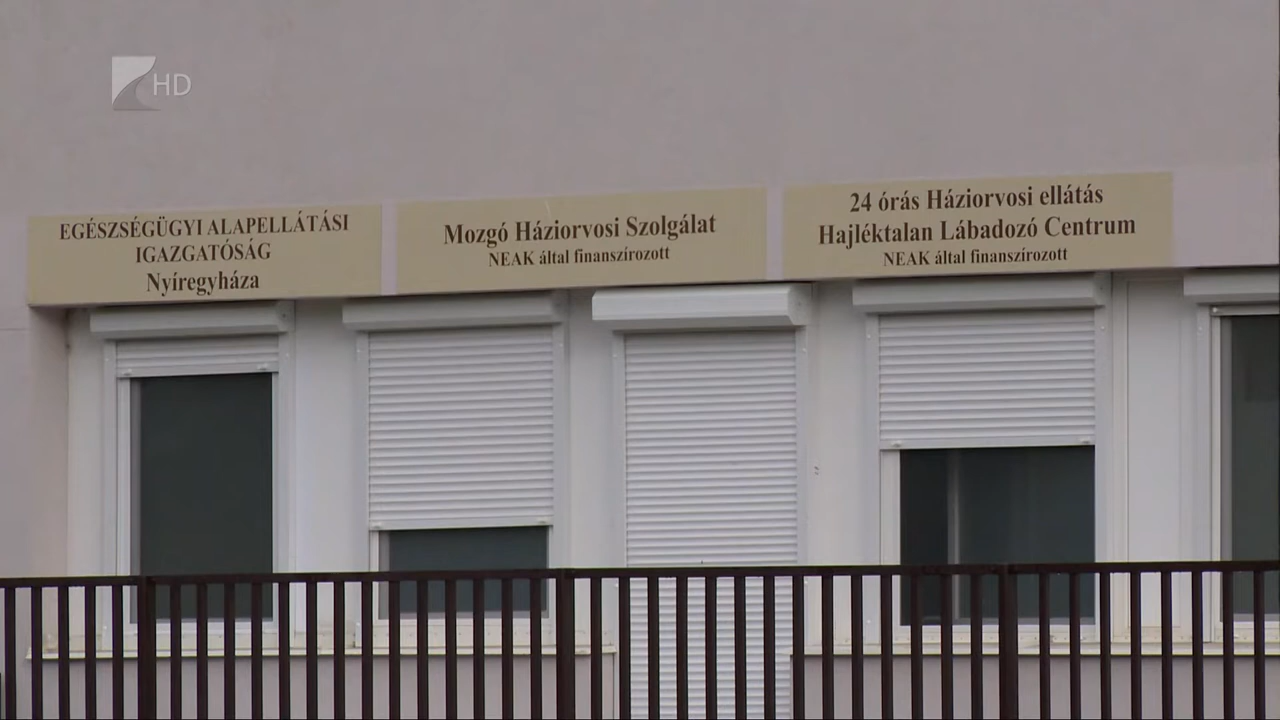 HD
EGÉSZSÉGÜGYI ALAPELLÁTÁSI
IGAZGATÓSÁG
Nyíregyháza
Mozgó Háziorvosi Szolgálat
NEAK által finanszírozott
24 órás Háziorvosi ellátás
Hajléktalan Lábadozó Centrum
NEAK által finanszírozott